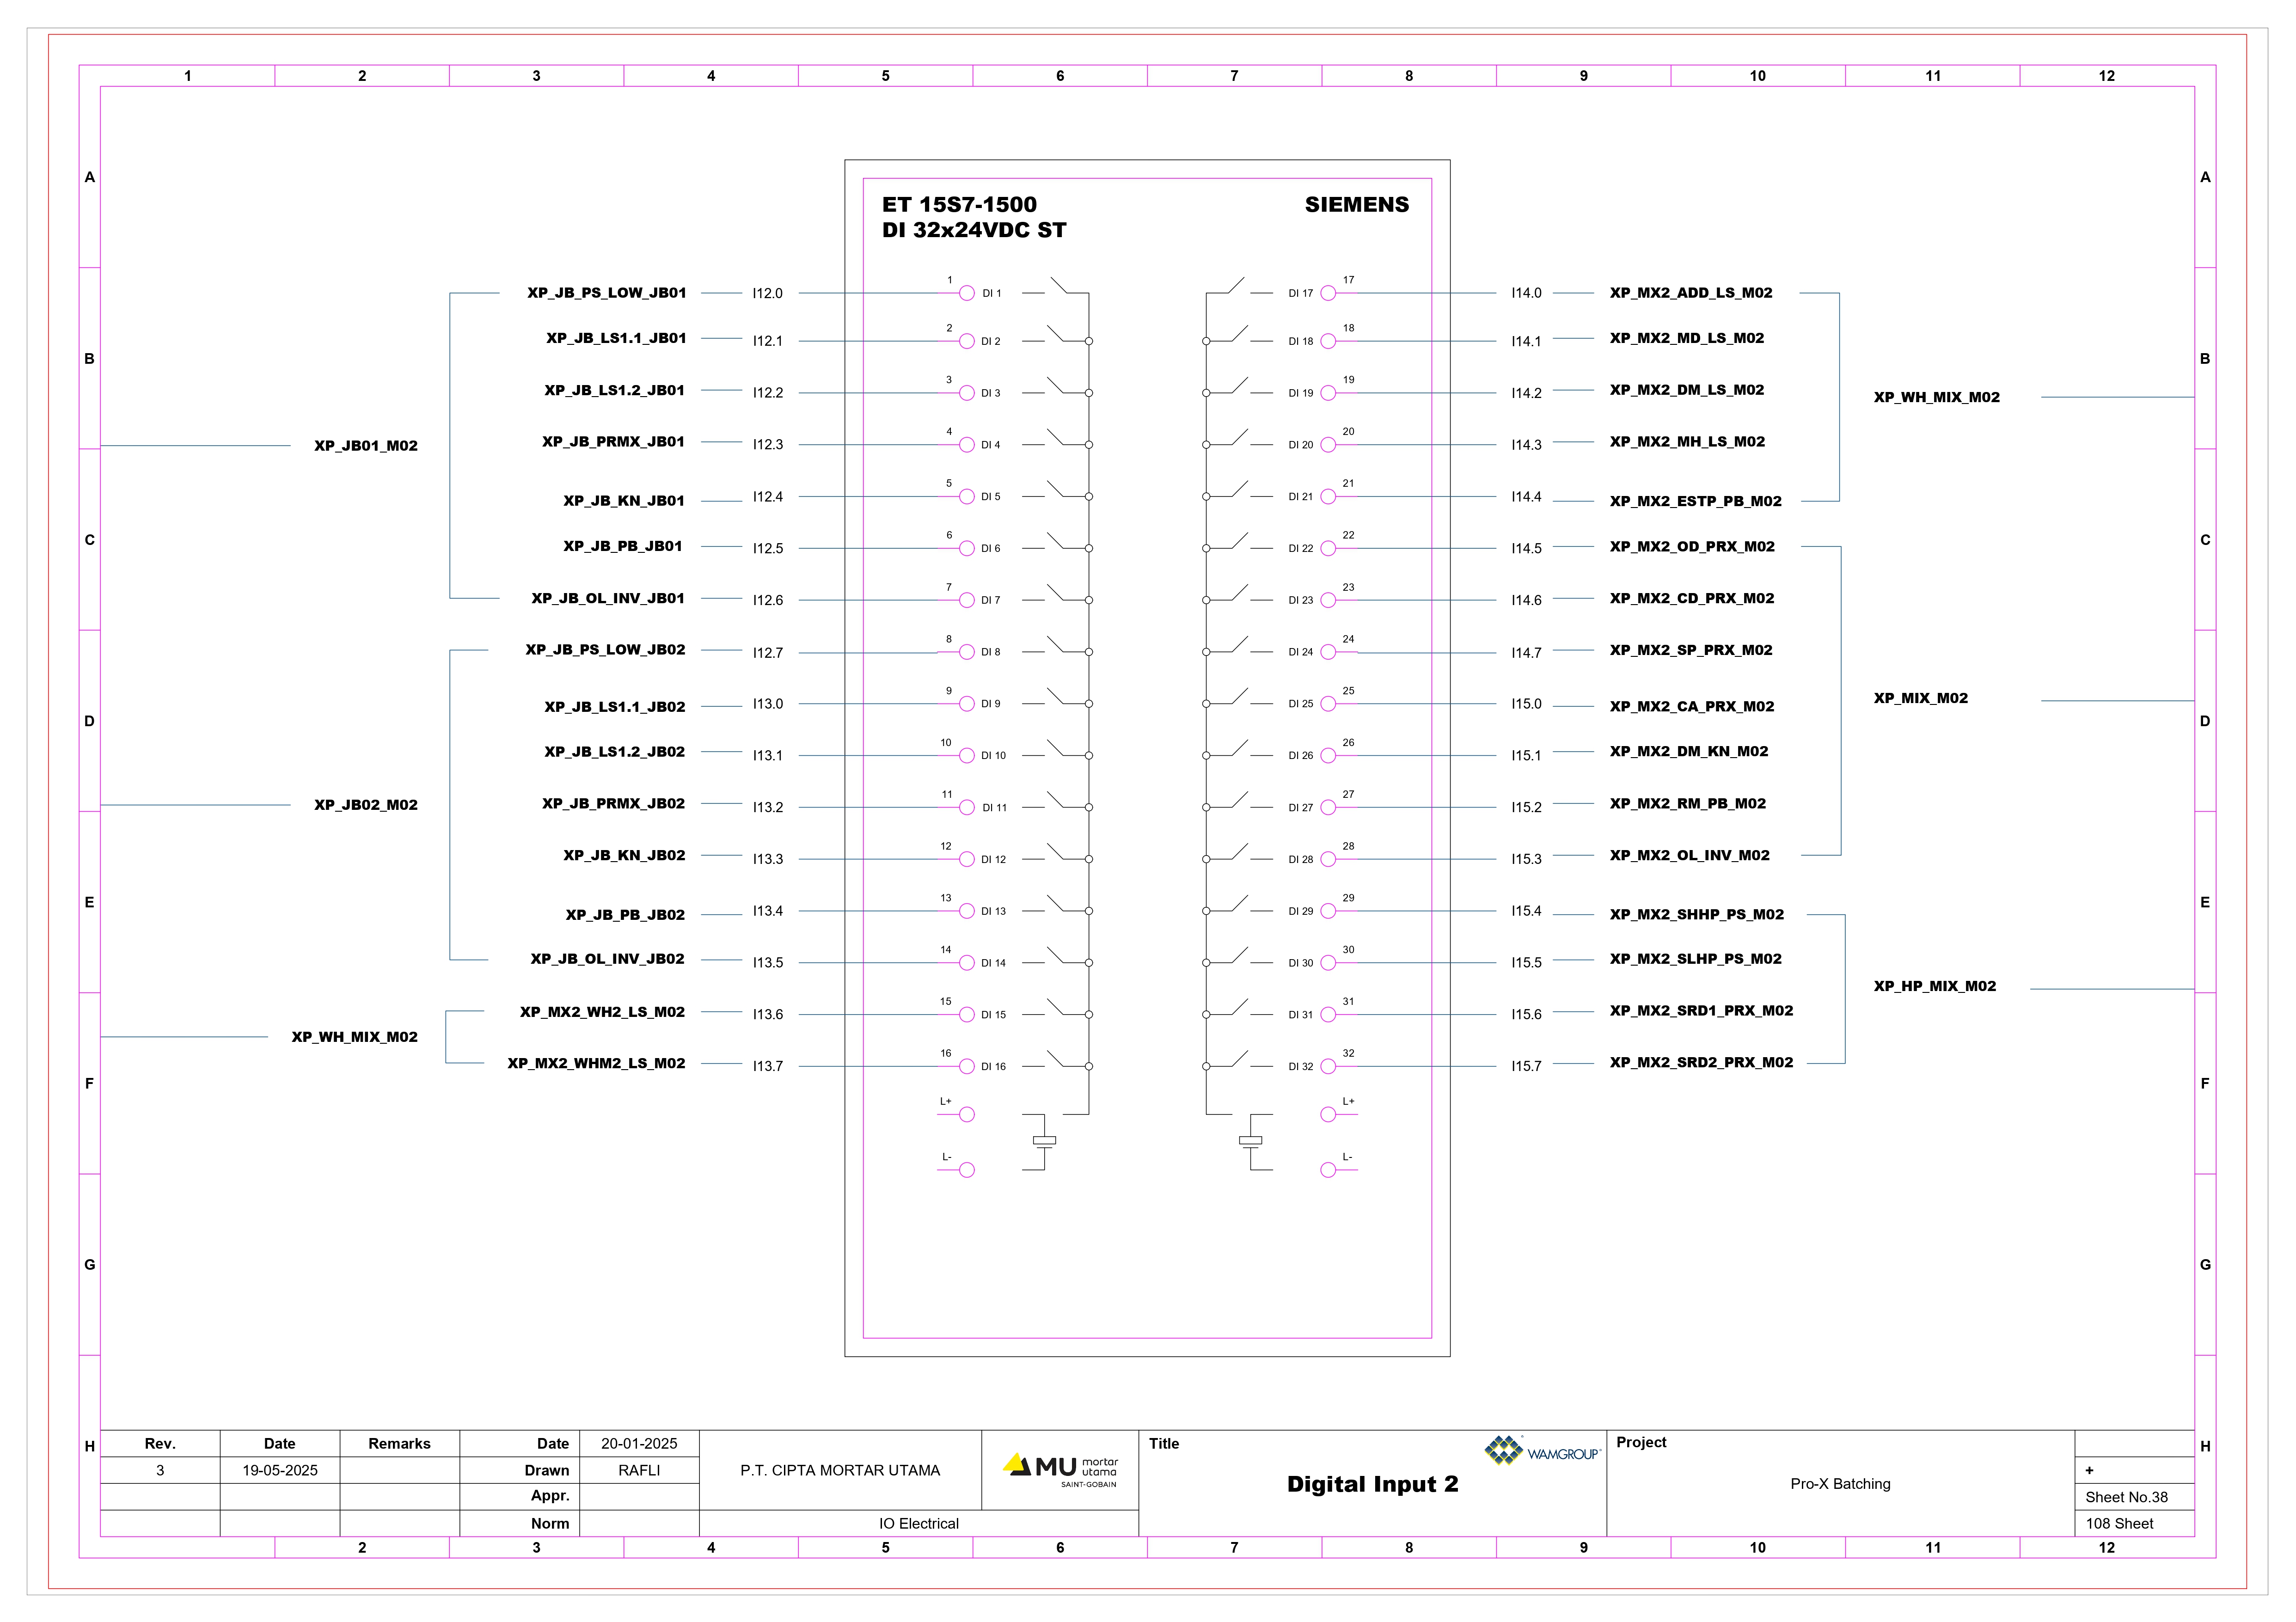 1 2 3 4 5 6 7 8 9 10 11 12
A A
B B
C C
D D
E E
F F
G G
H H
ET 15S7-1500 SIEMENS
DI 32x24VDC ST
XP_JB_PS_LOW_JB01 I12.0 1 DI 1 DI 17 17 I14.0 XP_MX2_ADD_LS_M02
XP_JB_LS1.1_JB01 I12.1 2 DI 2 DI 18 18 I14.1 XP_MX2_MD_LS_M02
XP_JB_LS1.2_JB01 I12.2 3 DI 3 DI 19 19 I14.2 XP_MX2_DM_LS_M02
XP_WH_MIX_M02
XP_JB_PRMX_JB01 I12.3 4 DI 4 DI 20 20 I14.3 XP_MX2_MH_LS_M02
XP_JB01_M02
XP_JB_KN_JB01 I12.4 5 DI 5 DI 21 21 I14.4 XP_MX2_ESTP_PB_M02
XP_JB_PB_JB01 I12.5 6 DI 6 DI 22 22 I14.5 XP_MX2_OD_PRX_M02
XP_JB_OL_INV_JB01 I12.6 7 DI 7 DI 23 23 I14.6 XP_MX2_CD_PRX_M02
XP_JB_PS_LOW_JB02 I12.7 8 DI 8 DI 24 24 I14.7 XP_MX2_SP_PRX_M02
XP_MIX_M02
XP_JB_LS1.1_JB02 I13.0 9 DI 9 DI 25 25 I15.0 XP_MX2_CA_PRX_M02
XP_JB_LS1.2_JB02 I13.1 10 DI 10 DI 26 26 I15.1 XP_MX2_DM_KN_M02
XP_JB02_M02
XP_JB_PRMX_JB02 I13.2 11 DI 11 DI 27 27 I15.2 XP_MX2_RM_PB_M02
XP_JB_KN_JB02 I13.3 12 DI 12 DI 28 28 I15.3 XP_MX2_OL_INV_M02
XP_JB_PB_JB02 I13.4 13 DI 13 DI 29 29 I15.4 XP_MX2_SHHP_PS_M02
XP_JB_OL_INV_JB02 I13.5 14 DI 14 DI 30 30 I15.5 XP_MX2_SLHP_PS_M02
XP_HP_MIX_M02
XP_MX2_WH2_LS_M02 I13.6 15 DI 15 DI 31 31 I15.6 XP_MX2_SRD1_PRX_M02
XP_WH_MIX_M02
XP_MX2_WHM2_LS_M02 I13.7 16 DI 16 DI 32 32 I15.7 XP_MX2_SRD2_PRX_M02
L+ L+
L- L-
Rev. Date Remarks Date 20-01-2025
3 19-05-2025 Drawn RAFLI
Appr.
Norm
P.T. CIPTA MORTAR UTAMA
MU mortar
utama
SAINT-GOBAIN
IO Electrical
Title
WAMGROUP
Digital Input 2
Project
Pro-X Batching
+
Sheet No.38
108 Sheet
2 3 4 5 6 7 8 9 10 11 12